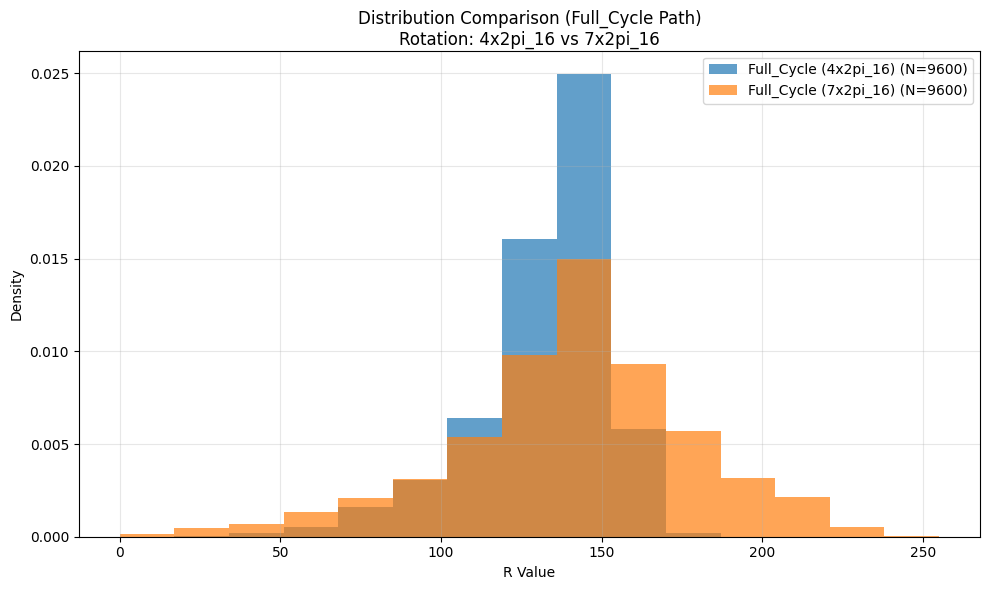 Distribution Comparison (Full_Cycle Path)
Rotation: 4x2pi_16 vs 7x2pi_16
Full_Cycle (4x2pi_16) (N=9600)
Full_Cycle (7x2pi_16) (N=9600)
Density
0.025
0.020
0.015
0.010
0.005
0.000
0 50 100 150 200 250
R Value